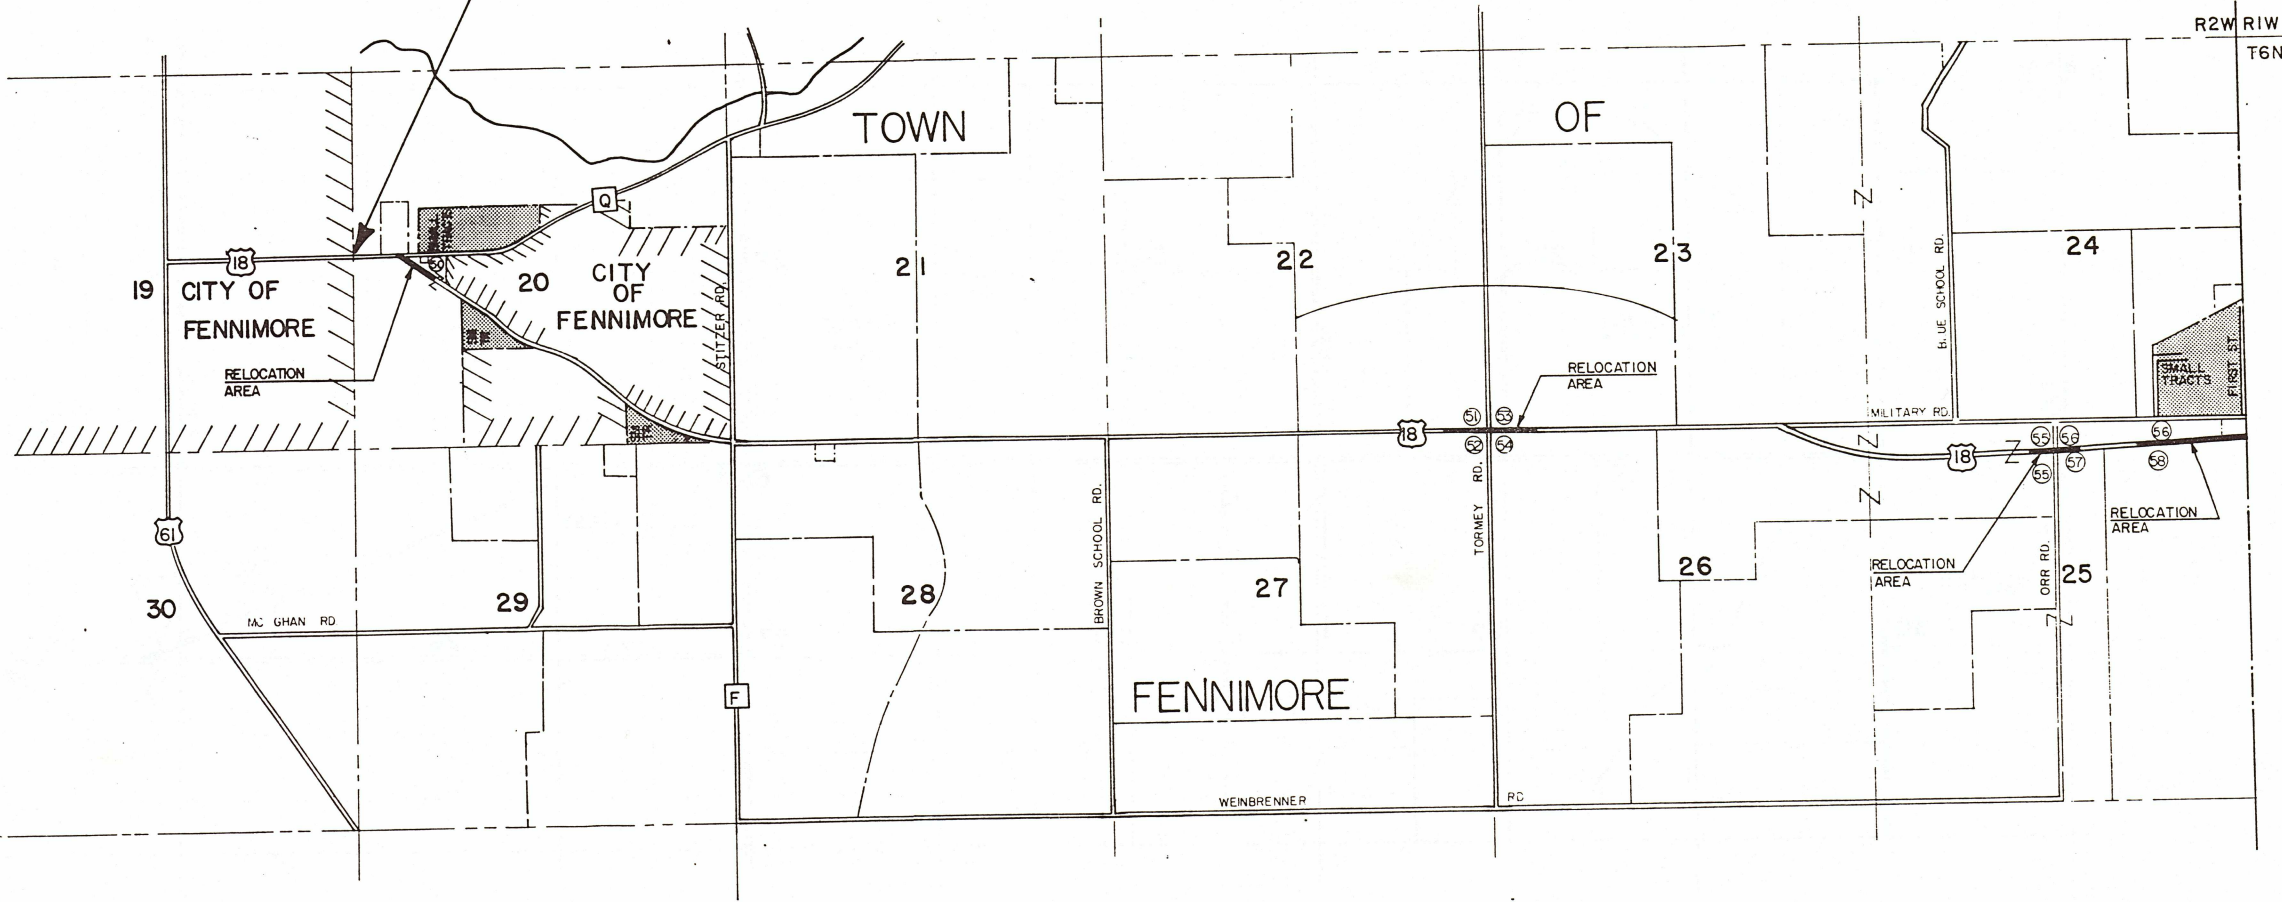 R2W R1W
T6N
TOWN
OF
Q
SMALL
TRACTS
18
50
19
CITY OF
FENNIMORE
20
CITY
OF
FENNIMORE
STITZER RD.
21
22
23
24
BLUE SCHOOL RD.
RELOCATION
AREA
RELOCATION
AREA
SMALL
TRACTS
FIRST ST.
MILITARY RD.
51
53
18
52
54
18
55
56
56
55
57
58
61
TORMEY RD.
BROWN SCHOOL RD.
RELOCATION
AREA
RELOCATION
AREA
ORR RD.
30
29
28
27
26
25
MC GHAN RD.
F
FENNIMORE
WEINBRENNER RD